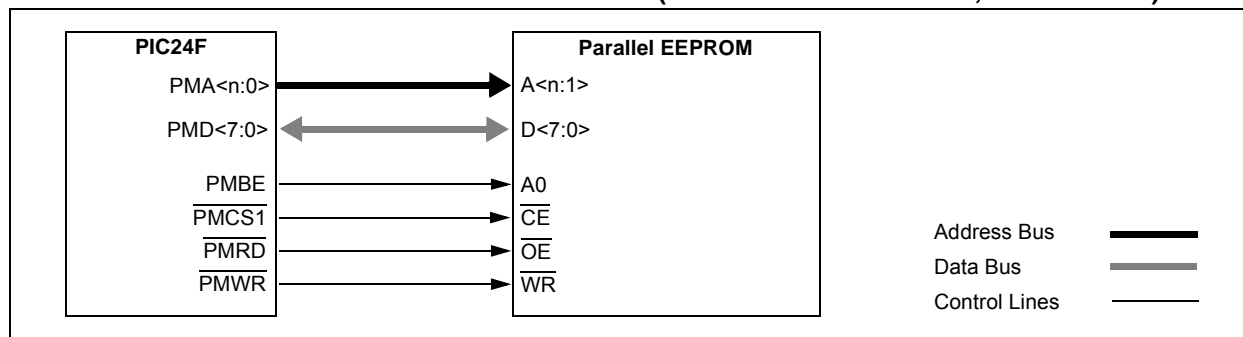 PIC24F
Parallel EEPROM
PMA<n:0>
A<n:1>
PMD<7:0>
D<7:0>
PMBE
A0
PMCS1
CE
PMRD
OE
PMWR
WR
Address Bus
Data Bus
Control Lines